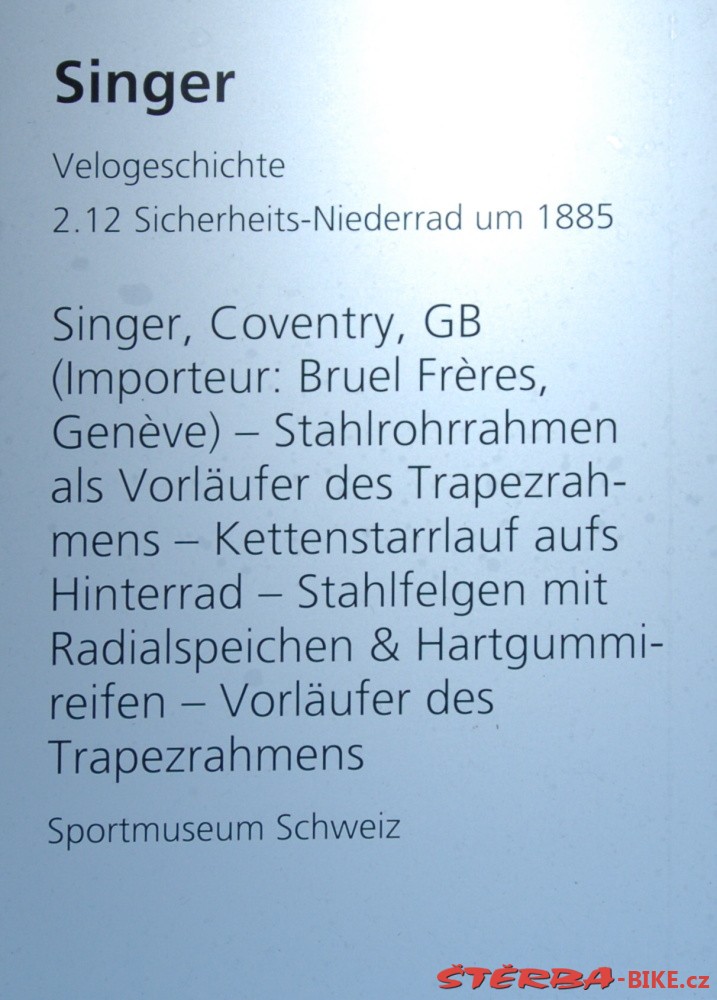 Singer
Velogeschichte
2.12 Sicherheits-Niederrad um 1885
Singer, Coventry, GB
(Importeur: Bruel Frères,
Genève) – Stahlrohrrahmen
als Vorläufer des Trapezrah-
mens – Kettenstarrlauf aufs
Hinterrad – Stahlfelgen mit
Radialspeichen & Hartgummi-
reifen – Vorläufer des
Trapezrahmens
Sportmuseum Schweiz
ŠTĚRBA-BIKE.cz